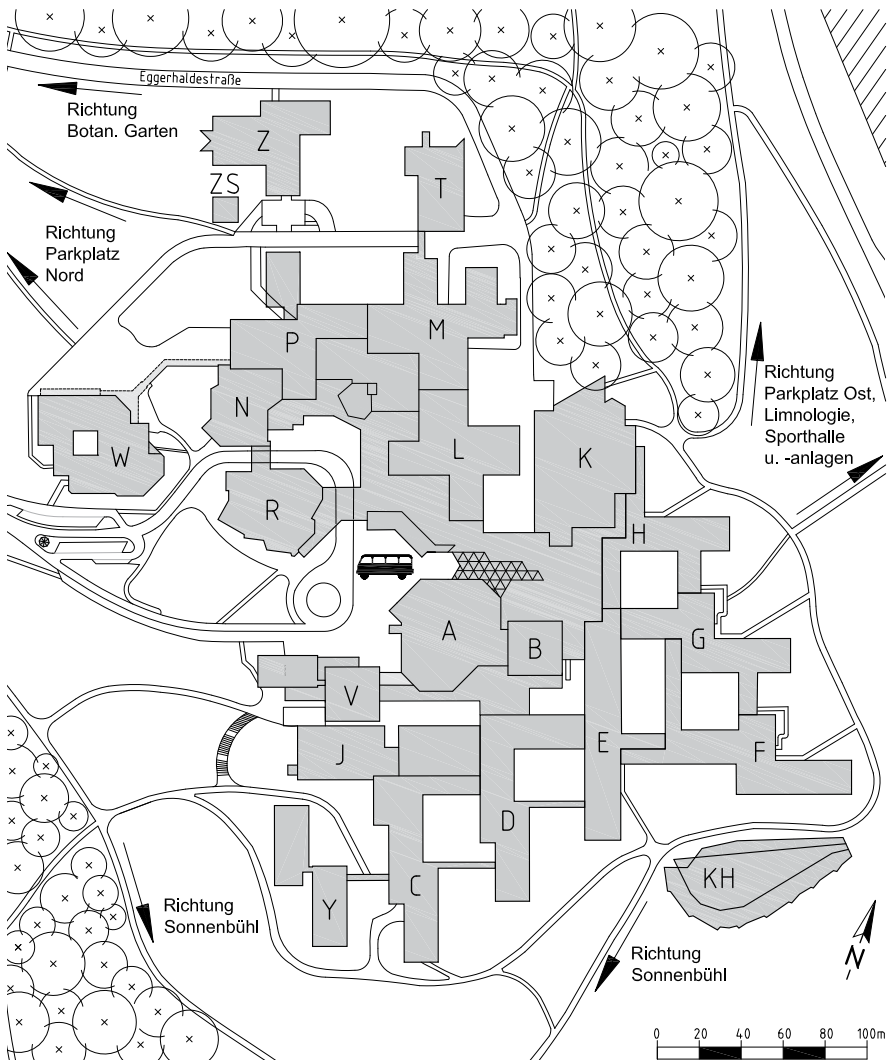 Eggerhaldestraße
Richtung
Botan. Garten
Z
ZS
T
Richtung
Parkplatz
Nord
P
M
N
W
L
K
R
Richtung
Parkplatz Ost,
Limnologie,
Sporthalle
u. -anlagen
H
A
B
G
V
J
E
F
D
Y
C
KH
Richtung
Sonnenbühl
Richtung
Sonnenbühl
N
0 20 40 60 80 100m